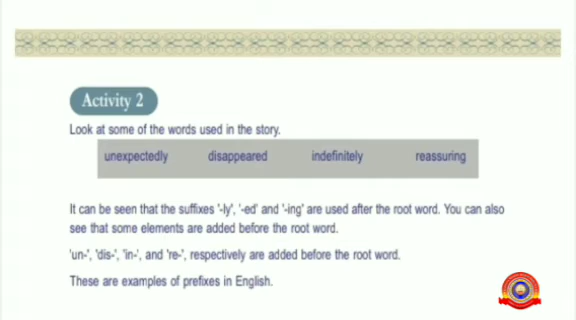 Activity 2
Look at some of the words used in the story.
unexpectedly disappeared indefinitely reassuring
It can be seen that the suffixes '-ly', '-ed' and '-ing' are used after the root word. You can also
see that some elements are added before the root word.
'un-', 'dis-', 'in-', and 're-', respectively are added before the root word.
These are examples of prefixes in English.